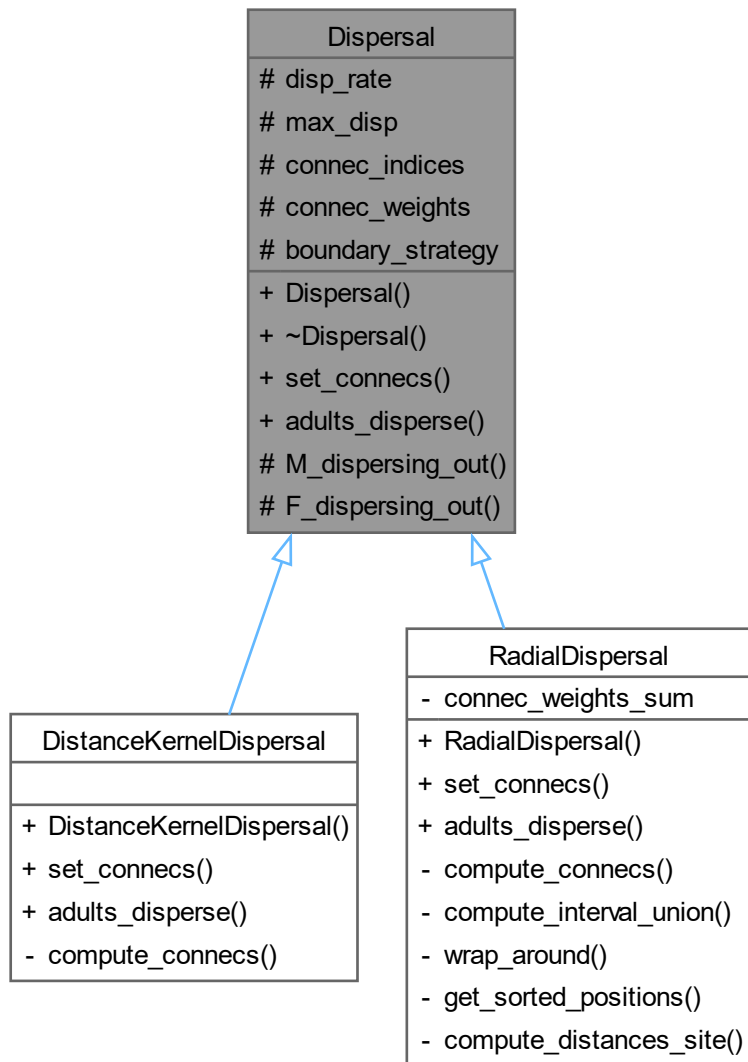 Dispersal
# disp_rate
# max_disp
# connec_indices
# connec_weights
# boundary_strategy
+ Dispersal()
+ ~Dispersal()
+ set_connecs()
+ adults_disperse()
# M_dispersing_out()
# F_dispersing_out()
DistanceKernelDispersal
+ DistanceKernelDispersal()
+ set_connecs()
+ adults_disperse()
- compute_connecs()
RadialDispersal
- connec_weights_sum
+ RadialDispersal()
+ set_connecs()
+ adults_disperse()
- compute_connecs()
- compute_interval_union()
- wrap_around()
- get_sorted_positions()
- compute_distances_site()